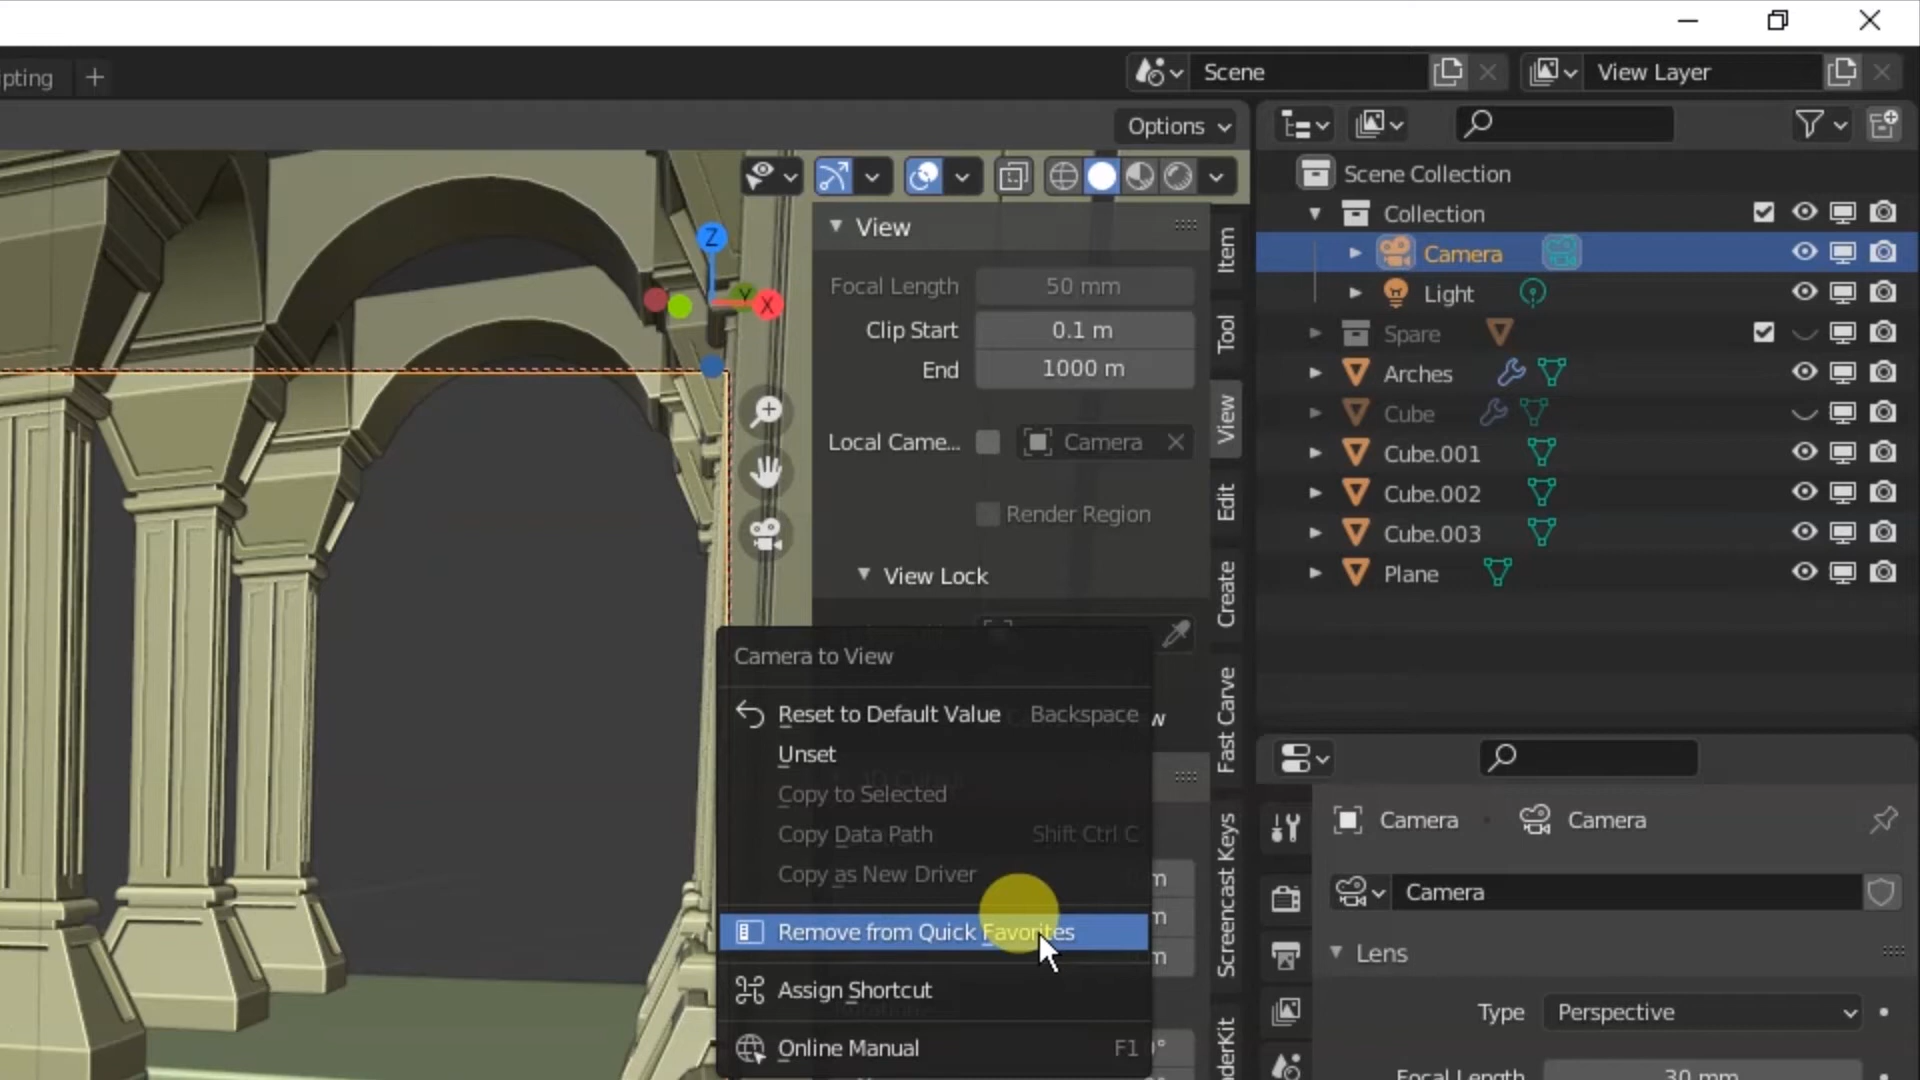 ipting +
Scene
View Layer
Options
Scene Collection
Collection
Camera
Light
Spare
Arches
Cube
Cube.001
Cube.002
Cube.003
Plane
Z
Y
X
View
Focal Length 50 mm
Clip Start 0.1 m
End 1000 m
Local Came... Camera
Render Region
View Lock
Item
Tool
View
Edit
Create
Fast Carve
Screencast Keys
nderKit
Camera to View
Reset to Default Value Backspace
Unset
Copy to Selected
Copy Data Path Shift Ctrl C
Copy as New Driver
Remove from Quick Favorites
Assign Shortcut
Online Manual F1
w
m
m
m
°
Camera Camera
Camera
Lens
Type Perspective
Focal Length 30 mm